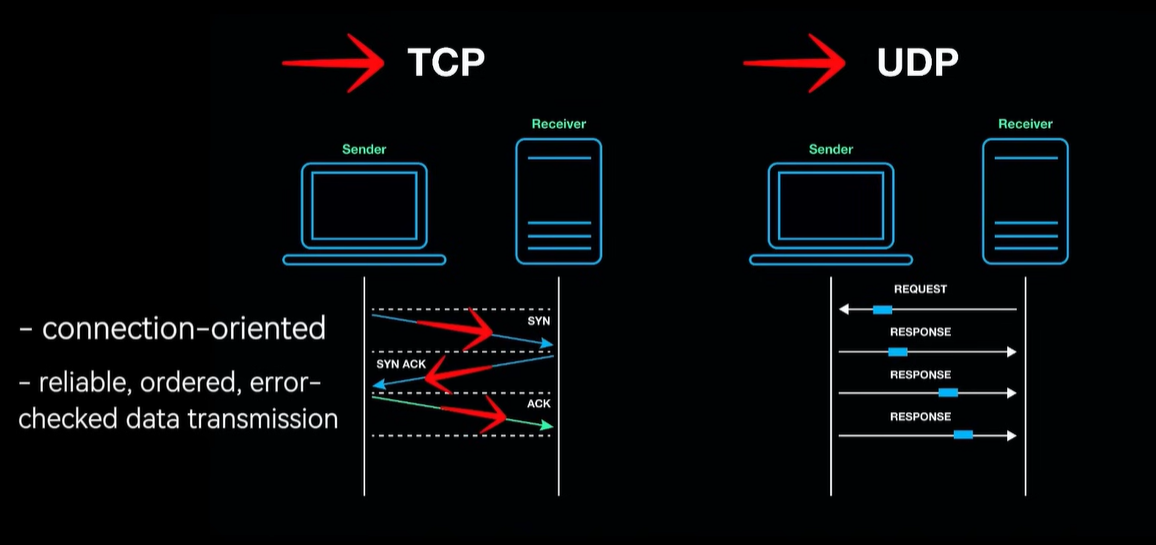 TCP
UDP
Receiver
Sender
Receiver
Sender
- connection-oriented
- reliable, ordered, error-
checked data transmission
SYN
SYN ACK
ACK
REQUEST
RESPONSE
RESPONSE
RESPONSE